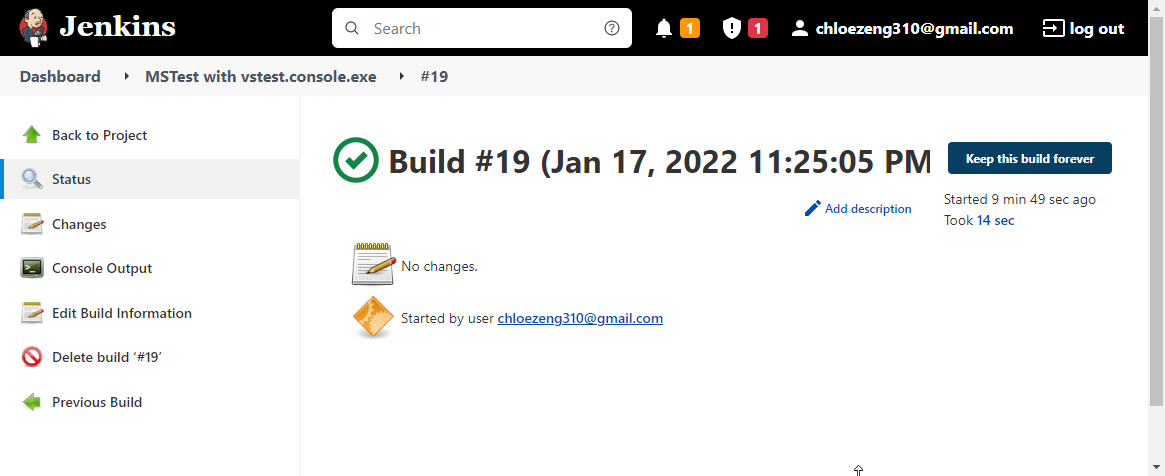 Jenkins Search 1 1 chloezeng310@gmail.com log out
Dashboard MSTest with vstest.console.exe #19
Back to Project
Status
Changes
Console Output
Edit Build Information
Delete build ‘#19’
Previous Build
Build #19 (Jan 17, 2022 11:25:05 PM
Keep this build forever
Add description
Started 9 min 49 sec ago
Took 14 sec
No changes.
Started by user chloezeng310@gmail.com